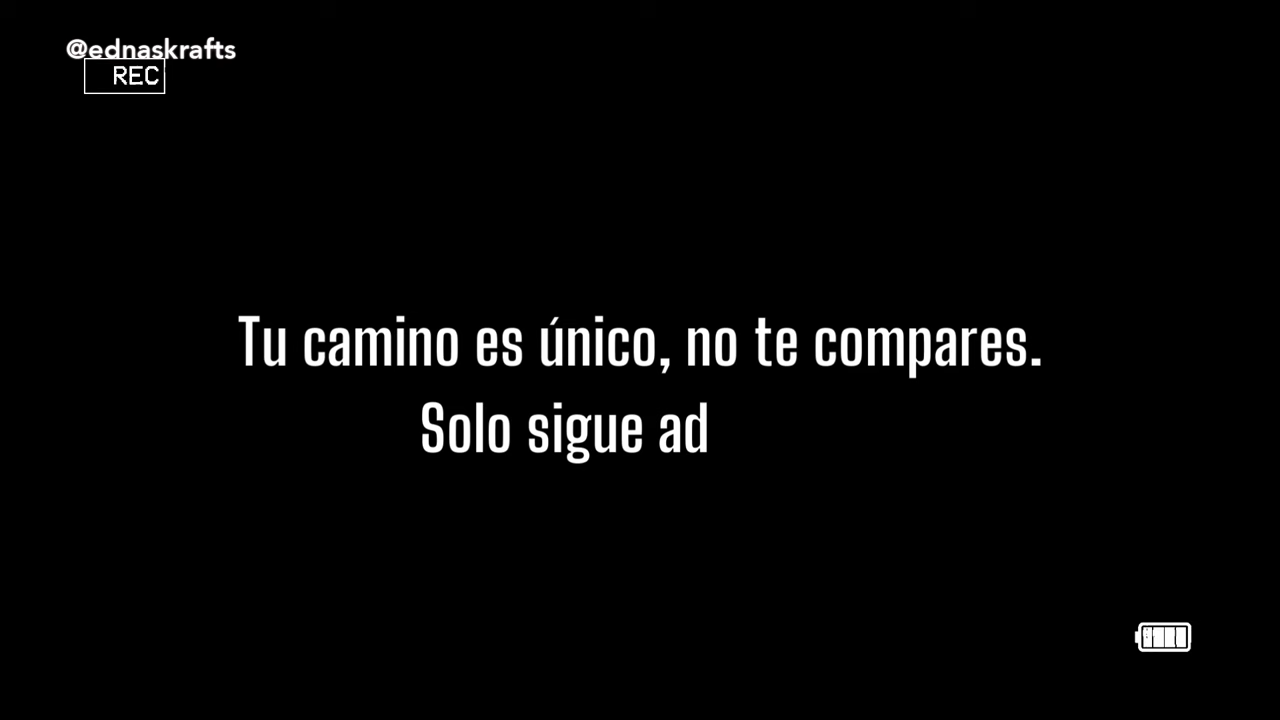 @ednaskrafts
REC
Tu camino es único, no te compares.
Solo sigue ad